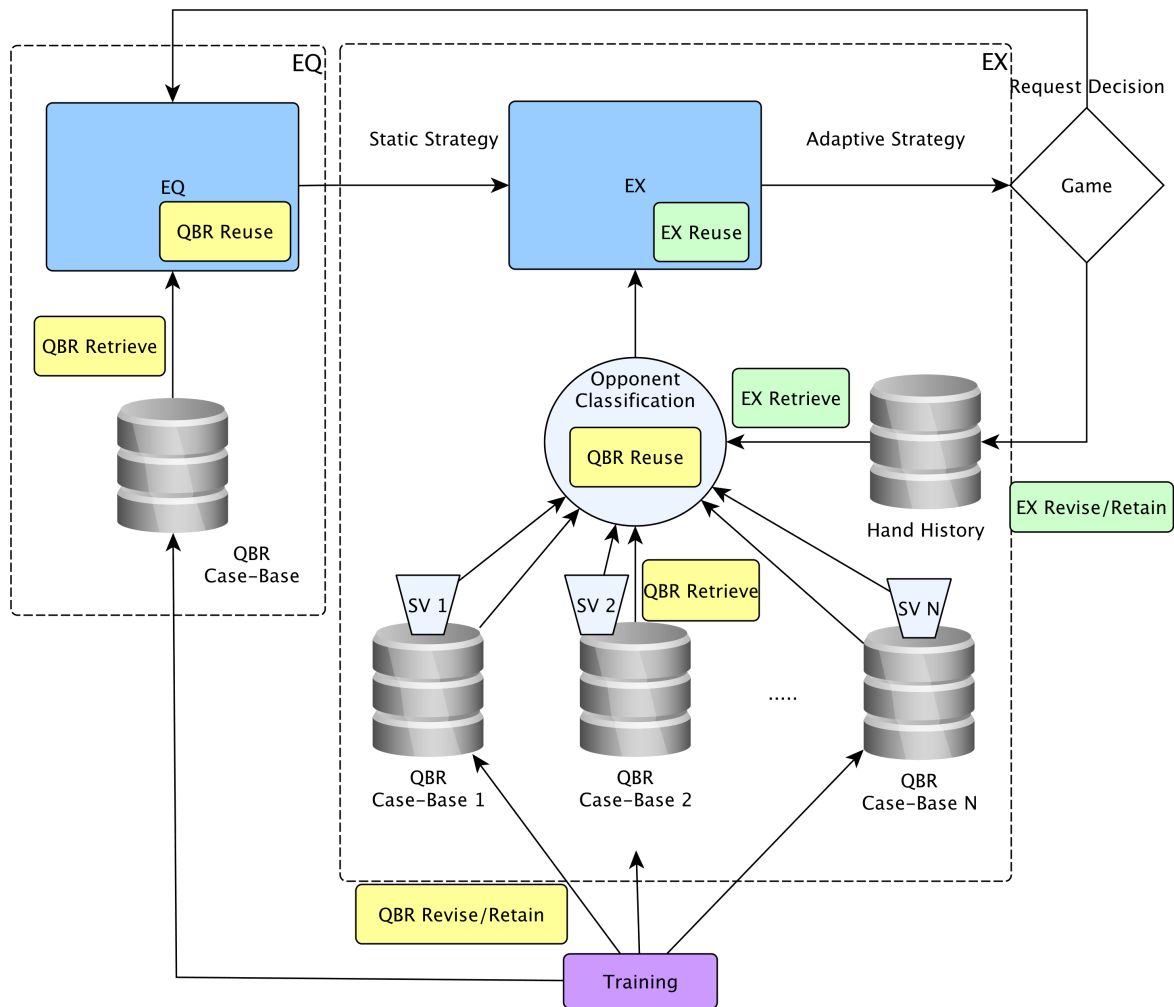 EQ
EX
Request Decision
Static Strategy
Adaptive Strategy
EQ
EX
Game
QBR Reuse
EX Reuse
QBR Retrieve
Opponent
Classification
EX Retrieve
QBR Reuse
EX Revise/Retain
Hand History
QBR
Case-Base
SV 1
SV 2
QBR Retrieve
SV N
.....
QBR
Case-Base 1
QBR
Case-Base 2
QBR
Case-Base N
QBR Revise/Retain
Training